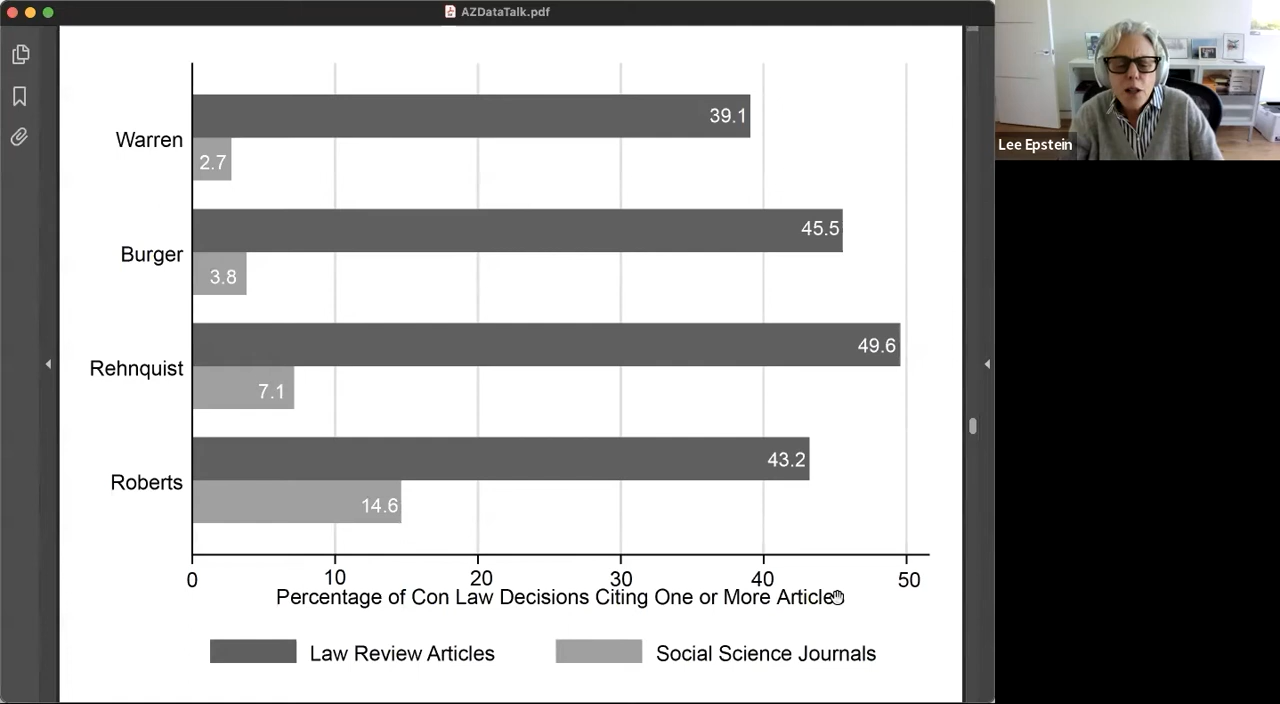 AZDataTalk.pdf
Lee Epstein
Warren
39.1
2.7
Burger
45.5
3.8
Rehnquist
49.6
7.1
Roberts
43.2
14.6
0 10 20 30 40 50
Percentage of Con Law Decisions Citing One or More Article
Law Review Articles Social Science Journals